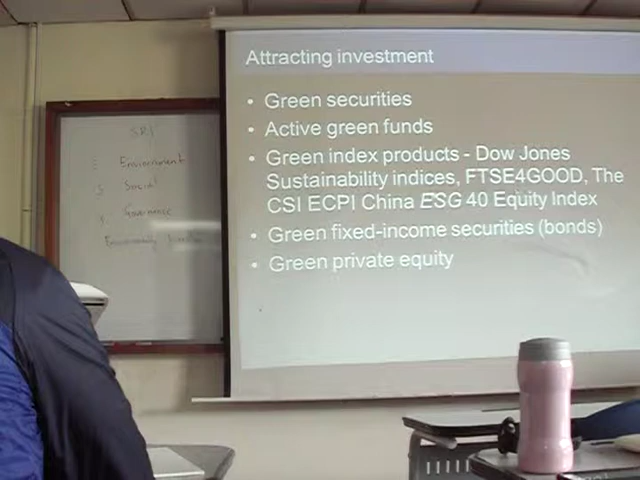 Attracting investment
• Green securities
• Active green funds
• Green index products - Dow Jones
Sustainability indices, FTSE4GOOD, The
CSI ECPI China ESG 40 Equity Index
• Green fixed-income securities (bonds)
• Green private equity
SRI
Environment
Social
Governance